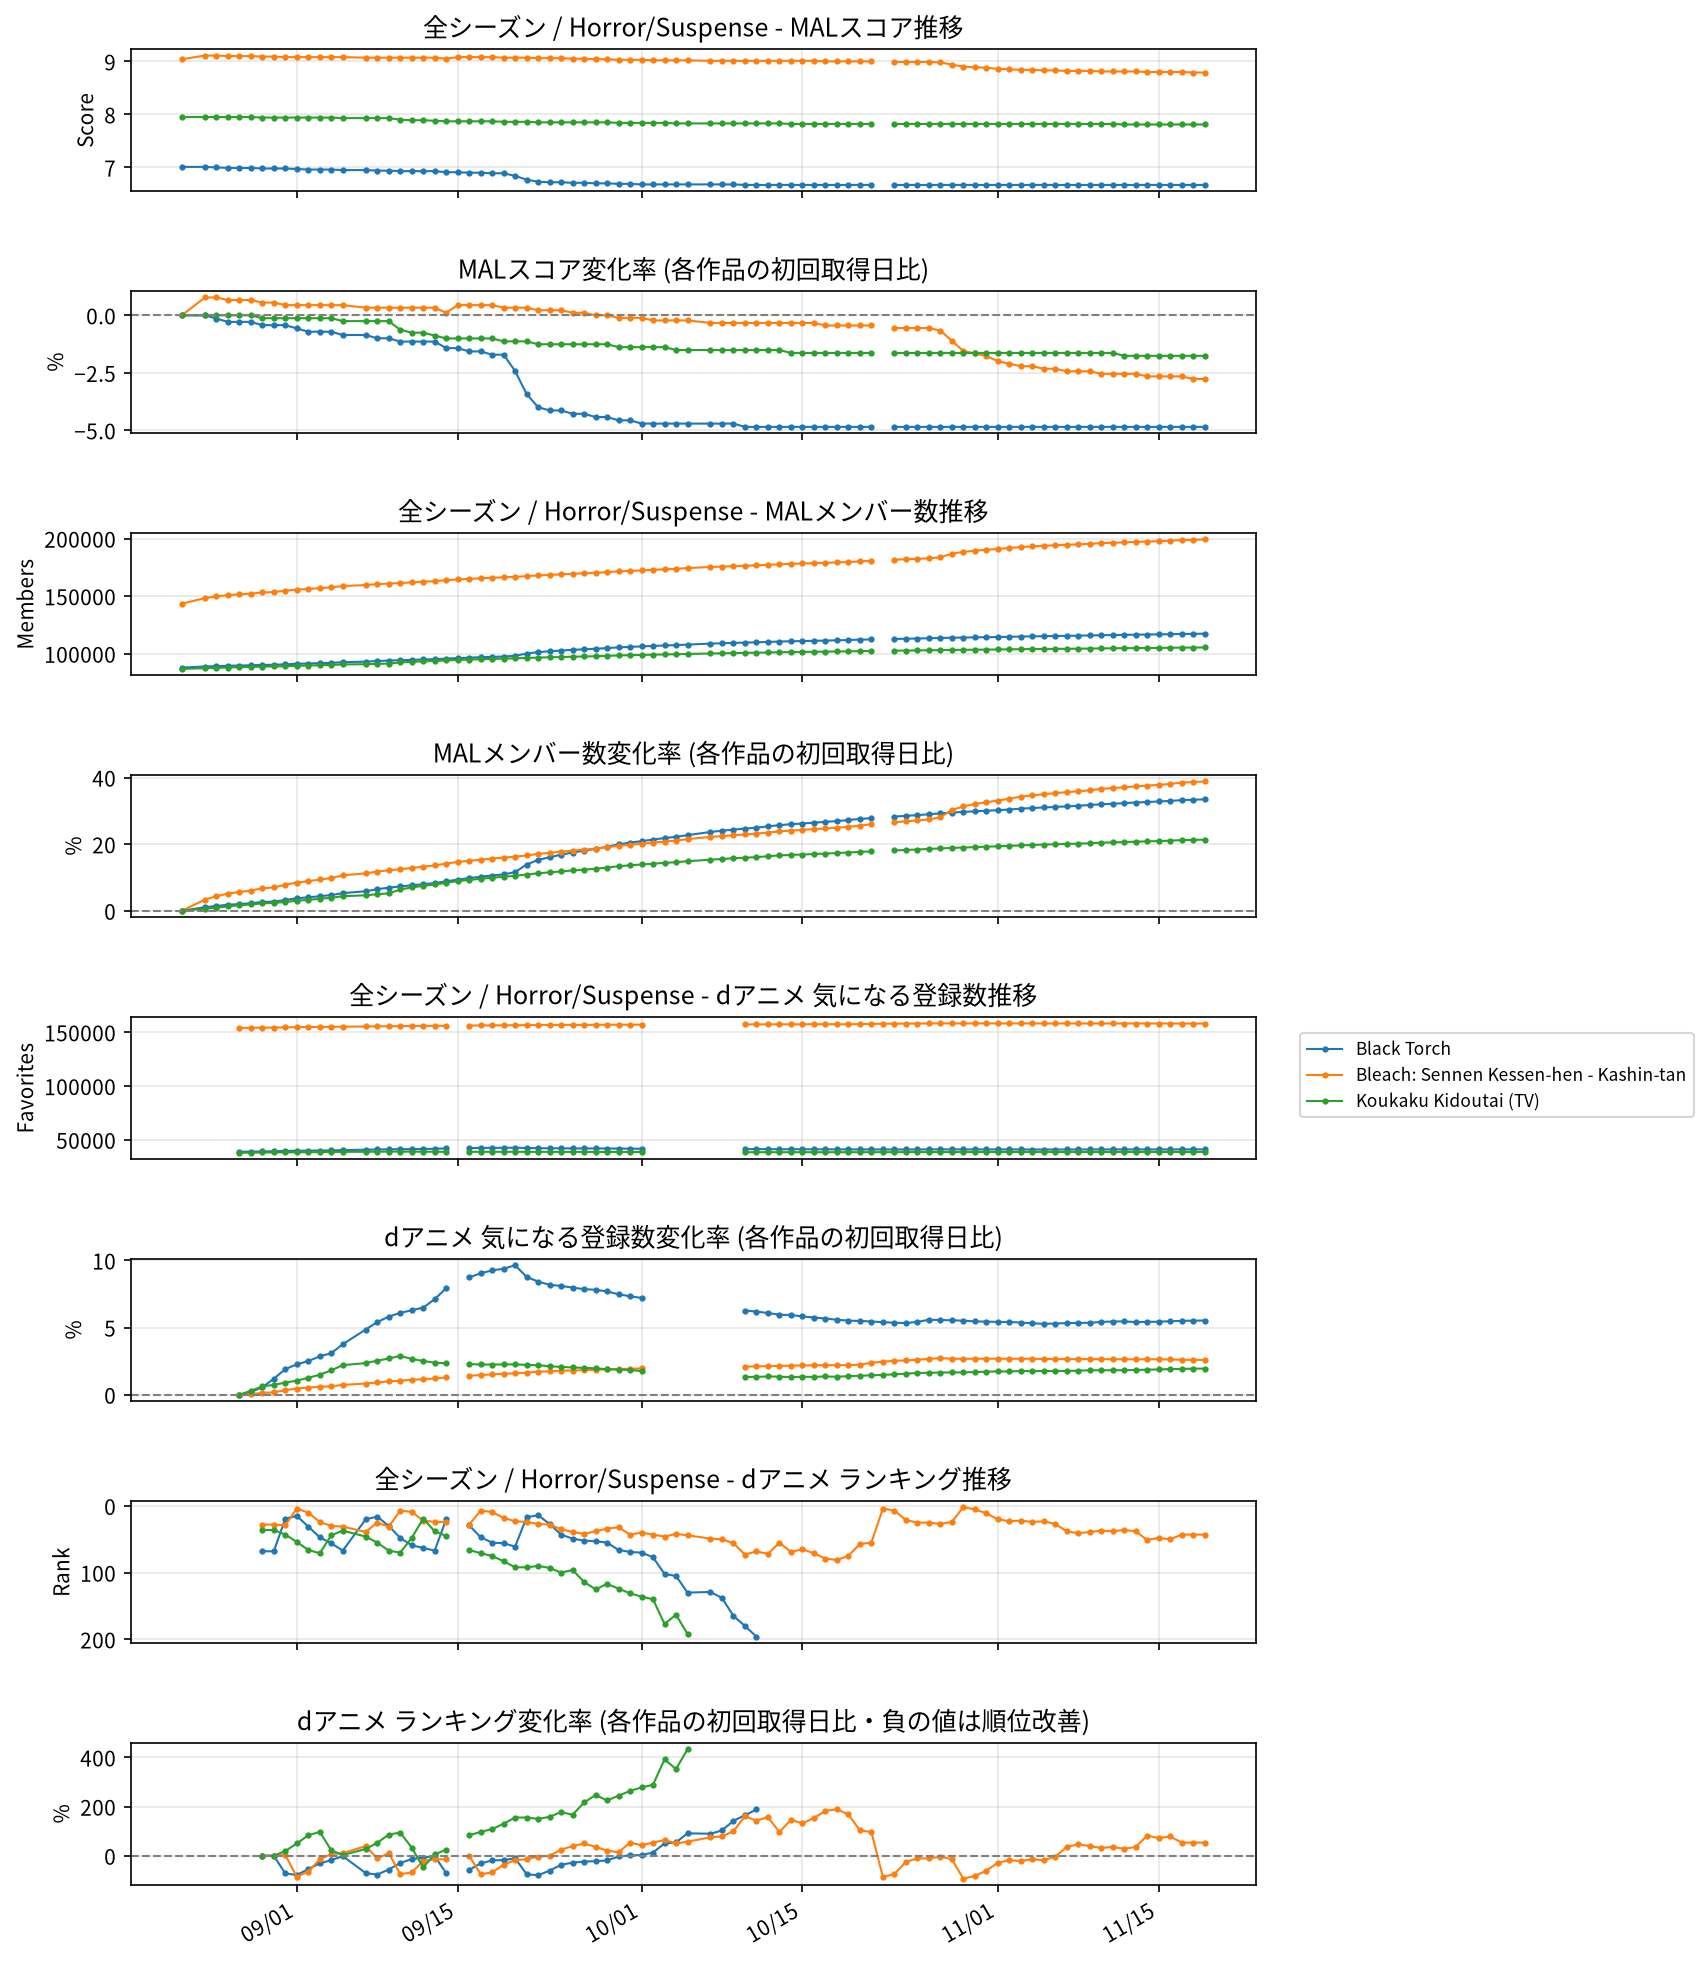 全シーズン / Horror/Suspense - MALスコア推移
9
8
7
Score
MALスコア変化率 (各作品の初回取得日比)
0.0
−2.5
−5.0
%
全シーズン / Horror/Suspense - MALメンバー数推移
200000
150000
100000
Members
MALメンバー数変化率 (各作品の初回取得日比)
40
20
0
%
全シーズン / Horror/Suspense - dアニメ 気になる登録数推移
150000
100000
50000
Favorites
Black Torch
Bleach: Sennen Kessen-hen - Kashin-tan
Koukaku Kidoutai (TV)
dアニメ 気になる登録数変化率 (各作品の初回取得日比)
10
5
0
%
全シーズン / Horror/Suspense - dアニメ ランキング推移
0
100
200
Rank
dアニメ ランキング変化率 (各作品の初回取得日比・負の値は順位改善)
400
200
0
%
09/01
09/15
10/01
10/15
11/01
11/15